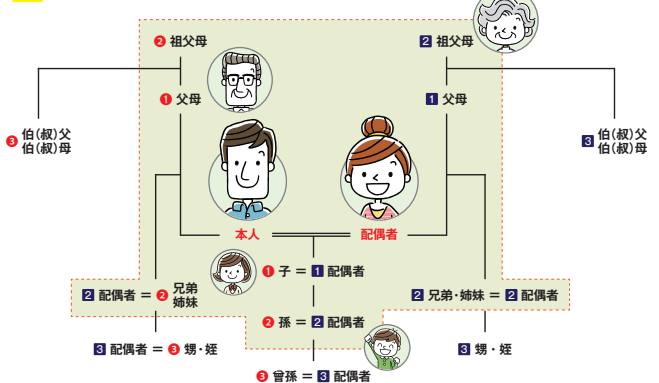 ❷ 祖父母
2 祖父母
❶ 父母
1 父母
❸ 伯(叔)父
伯(叔)母
3 伯(叔)父
伯(叔)母
本人
配偶者
❶ 子 ＝ 1 配偶者
2 配偶者 ＝ ❷ 兄弟
姉妹
2 兄弟・姉妹 ＝ 2 配偶者
❷ 孫 ＝ 2 配偶者
3 配偶者 ＝ ❸ 甥・姪
3 甥・姪
❸ 曾孫 ＝ 3 配偶者